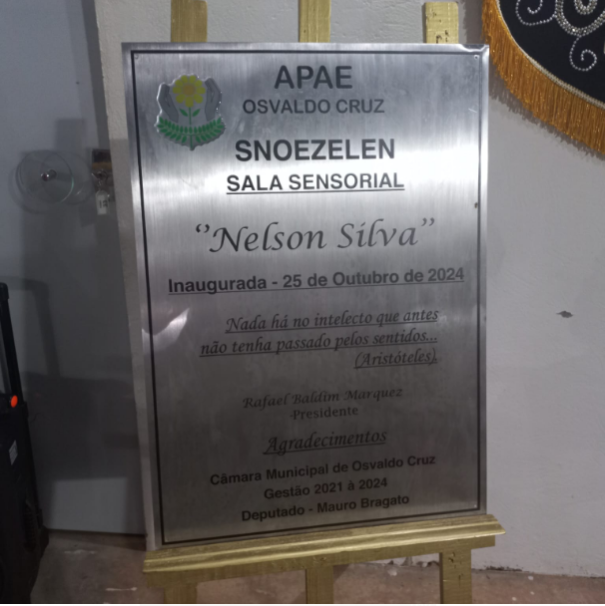 APAE
OSVALDO CRUZ
SNOEZELEN
SALA SENSORIAL
‘’Nelson Silva’’
Inaugurada - 25 de Outubro de 2024
Nada há no intelecto que antes
não tenha passado pelos sentidos...
(Aristóteles).
Rafael Baldim Marquez
Presidente
Agradecimentos
Câmara Municipal de Osvaldo Cruz
Gestão 2021 à 2024
Deputado - Mauro Bragato